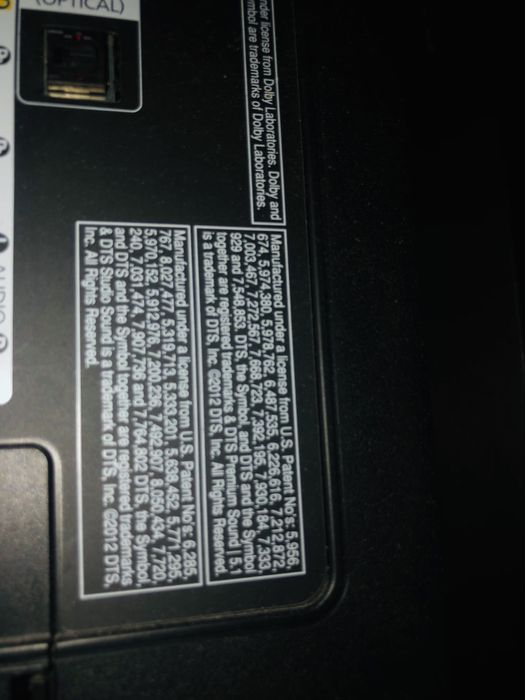 (OPTICAL)
under license from Dolby Laboratories. Dolby and
symbol are trademarks of Dolby Laboratories.
Manufactured under a license from U.S. Patent No's: 5,956,
674, 5,974,380, 5,978,762, 6,487,535, 6,226,616, 7,212,872,
7,003,467, 7,272,567, 7,668,723, 7,392,195, 7,930,184, 7,333,
929 and 7,548,853. DTS, the Symbol, and DTS and the Symbol
together are registered trademarks & DTS Premium Sound | 5.1
is a trademark of DTS, Inc. ©2012 DTS, Inc. All Rights Reserved.
Manufactured under a license from U.S. Patent No's: 6,285,
767, 8,027,477, 5,319,713, 5,333,201, 5,638,452, 5,771,295,
5,970,152, 5,912,976, 7,200,236, 7,492,907, 8,050,434, 7,720,
240, 7,031,474, 7,907,736 and 7,764,802 DTS, the Symbol,
and DTS and the Symbol together are registered trademarks
& DTS Studio Sound is a trademark of DTS, Inc. ©2012 DTS,
Inc. All Rights Reserved.
AUDIO